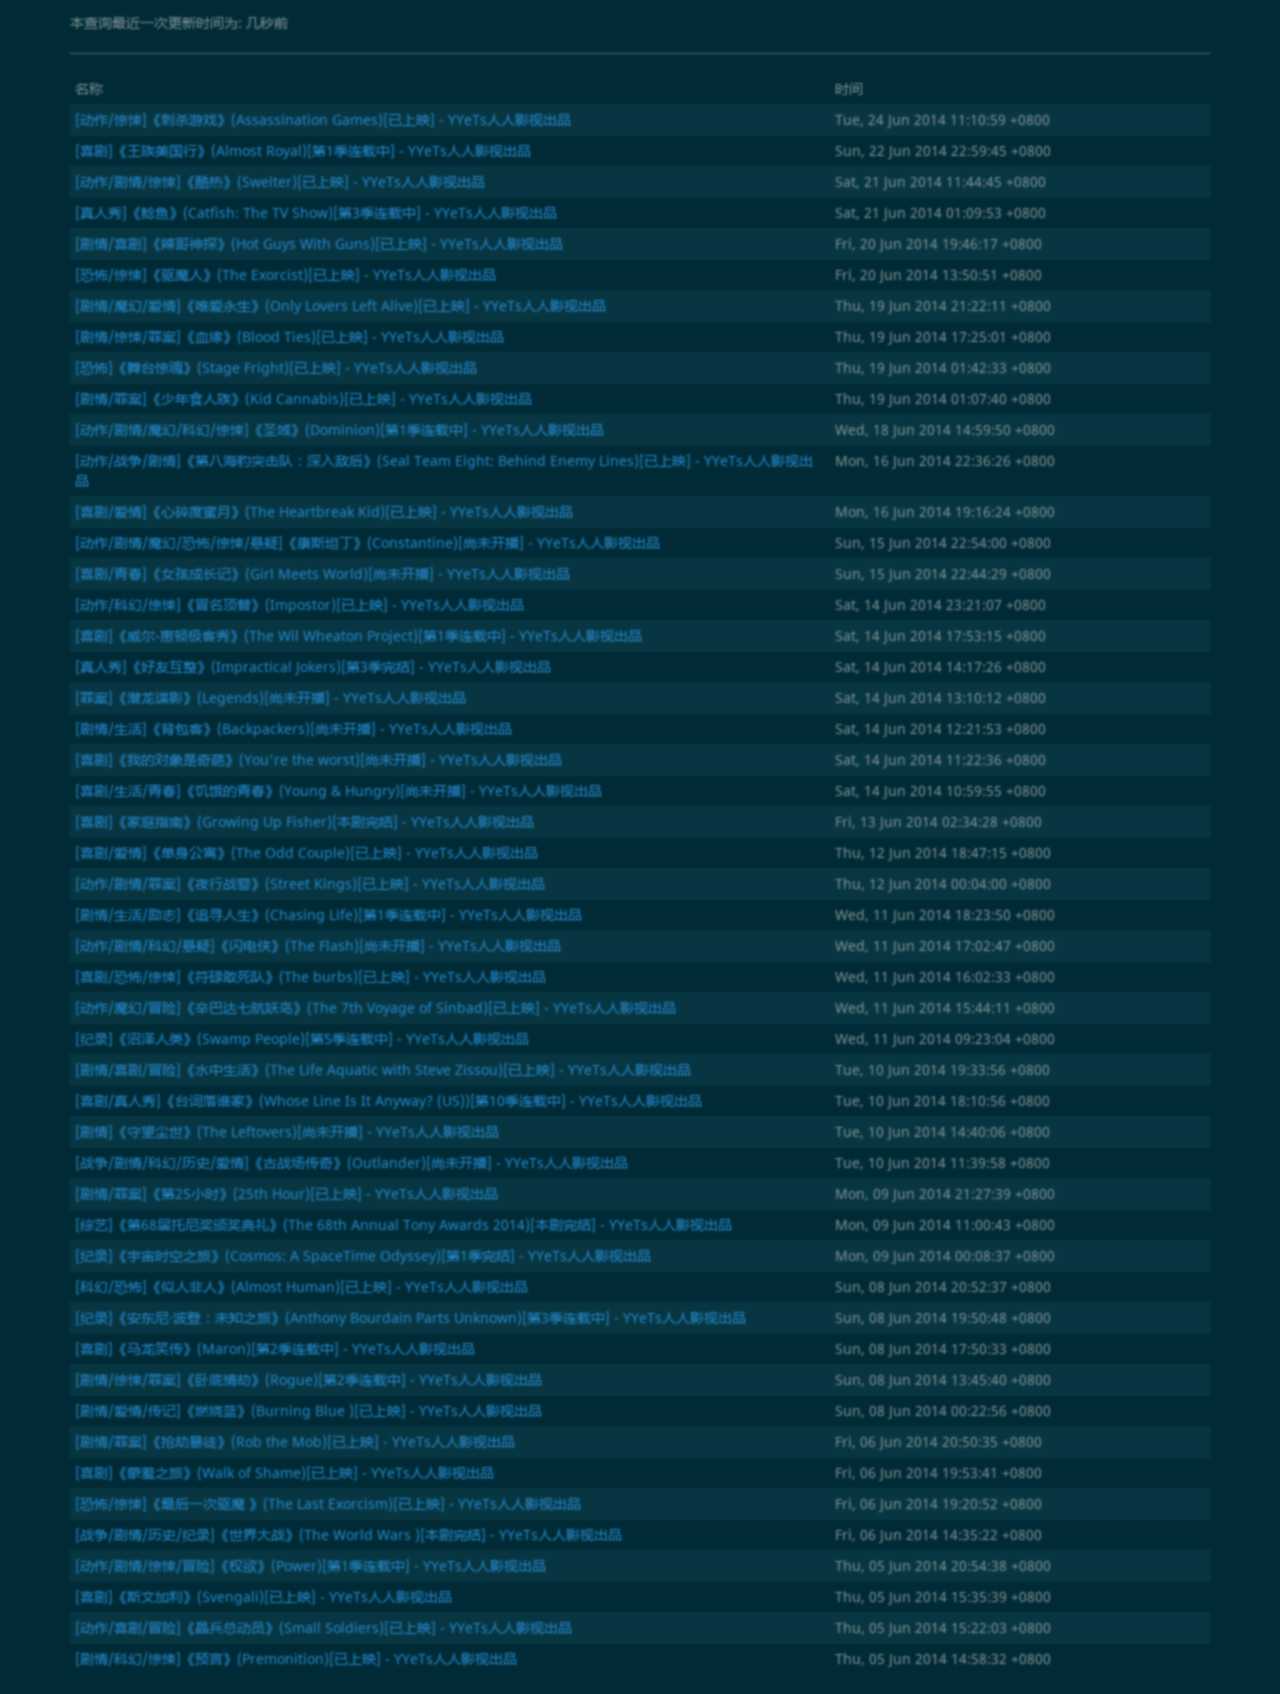 本查询最近一次更新时间为: 几秒前
名称 时间
[动作/惊悚]《刺杀游戏》(Assassination Games)[已上映] - YYeTs人人影视出品 Tue, 24 Jun 2014 11:10:59 +0800
[喜剧]《王族美国行》(Almost Royal)[第1季连载中] - YYeTs人人影视出品 Sun, 22 Jun 2014 22:59:45 +0800
[动作/剧情/惊悚]《酷热》(Swelter)[已上映] - YYeTs人人影视出品 Sat, 21 Jun 2014 11:44:45 +0800
[真人秀]《鲶鱼》(Catfish: The TV Show)[第3季连载中] - YYeTs人人影视出品 Sat, 21 Jun 2014 01:09:53 +0800
[剧情/喜剧]《辣哥神探》(Hot Guys With Guns)[已上映] - YYeTs人人影视出品 Fri, 20 Jun 2014 19:46:17 +0800
[恐怖/惊悚]《驱魔人》(The Exorcist)[已上映] - YYeTs人人影视出品 Fri, 20 Jun 2014 13:50:51 +0800
[剧情/魔幻/爱情]《唯爱永生》(Only Lovers Left Alive)[已上映] - YYeTs人人影视出品 Thu, 19 Jun 2014 21:22:11 +0800
[剧情/惊悚/罪案]《血缘》(Blood Ties)[已上映] - YYeTs人人影视出品 Thu, 19 Jun 2014 17:25:01 +0800
[恐怖]《舞台惊魂》(Stage Fright)[已上映] - YYeTs人人影视出品 Thu, 19 Jun 2014 01:42:33 +0800
[剧情/罪案]《少年食人族》(Kid Cannabis)[已上映] - YYeTs人人影视出品 Thu, 19 Jun 2014 01:07:40 +0800
[动作/剧情/魔幻/科幻/惊悚]《圣城》(Dominion)[第1季连载中] - YYeTs人人影视出品 Wed, 18 Jun 2014 14:59:50 +0800
[动作/战争/剧情]《第八海豹突击队：深入敌后》(Seal Team Eight: Behind Enemy Lines)[已上映] - YYeTs人人影视出 Mon, 16 Jun 2014 22:36:26 +0800
品
[喜剧/爱情]《心碎度蜜月》(The Heartbreak Kid)[已上映] - YYeTs人人影视出品 Mon, 16 Jun 2014 19:16:24 +0800
[动作/剧情/魔幻/恐怖/惊悚/悬疑]《康斯坦丁》(Constantine)[尚未开播] - YYeTs人人影视出品 Sun, 15 Jun 2014 22:54:00 +0800
[喜剧/青春]《女孩成长记》(Girl Meets World)[尚未开播] - YYeTs人人影视出品 Sun, 15 Jun 2014 22:44:29 +0800
[动作/科幻/惊悚]《冒名顶替》(Impostor)[已上映] - YYeTs人人影视出品 Sat, 14 Jun 2014 23:21:07 +0800
[喜剧]《威尔·惠顿极客秀》(The Wil Wheaton Project)[第1季连载中] - YYeTs人人影视出品 Sat, 14 Jun 2014 17:53:15 +0800
[真人秀]《好友互整》(Impractical Jokers)[第3季完结] - YYeTs人人影视出品 Sat, 14 Jun 2014 14:17:26 +0800
[罪案]《潜龙谍影》(Legends)[尚未开播] - YYeTs人人影视出品 Sat, 14 Jun 2014 13:10:12 +0800
[剧情/生活]《背包客》(Backpackers)[尚未开播] - YYeTs人人影视出品 Sat, 14 Jun 2014 12:21:53 +0800
[喜剧]《我的对象是奇葩》(You're the worst)[尚未开播] - YYeTs人人影视出品 Sat, 14 Jun 2014 11:22:36 +0800
[喜剧/生活/青春]《饥饿的青春》(Young & Hungry)[尚未开播] - YYeTs人人影视出品 Sat, 14 Jun 2014 10:59:55 +0800
[喜剧]《家庭指南》(Growing Up Fisher)[本剧完结] - YYeTs人人影视出品 Fri, 13 Jun 2014 02:34:28 +0800
[喜剧/爱情]《单身公寓》(The Odd Couple)[已上映] - YYeTs人人影视出品 Thu, 12 Jun 2014 18:47:15 +0800
[动作/剧情/罪案]《夜行战警》(Street Kings)[已上映] - YYeTs人人影视出品 Thu, 12 Jun 2014 00:04:00 +0800
[剧情/生活/励志]《追寻人生》(Chasing Life)[第1季连载中] - YYeTs人人影视出品 Wed, 11 Jun 2014 18:23:50 +0800
[动作/剧情/科幻/悬疑]《闪电侠》(The Flash)[尚未开播] - YYeTs人人影视出品 Wed, 11 Jun 2014 17:02:47 +0800
[喜剧/恐怖/惊悚]《芬碌敢死队》(The burbs)[已上映] - YYeTs人人影视出品 Wed, 11 Jun 2014 16:02:33 +0800
[动作/魔幻/冒险]《辛巴达七航妖岛》(The 7th Voyage of Sinbad)[已上映] - YYeTs人人影视出品 Wed, 11 Jun 2014 15:44:11 +0800
[纪录]《沼泽人类》(Swamp People)[第5季连载中] - YYeTs人人影视出品 Wed, 11 Jun 2014 09:23:04 +0800
[剧情/喜剧/冒险]《水中生活》(The Life Aquatic with Steve Zissou)[已上映] - YYeTs人人影视出品 Tue, 10 Jun 2014 19:33:56 +0800
[喜剧/真人秀]《台词落谁家》(Whose Line Is It Anyway? (US))[第10季连载中] - YYeTs人人影视出品 Tue, 10 Jun 2014 18:10:56 +0800
[剧情]《守望尘世》(The Leftovers)[尚未开播] - YYeTs人人影视出品 Tue, 10 Jun 2014 14:40:06 +0800
[战争/剧情/科幻/历史/爱情]《古战场传奇》(Outlander)[尚未开播] - YYeTs人人影视出品 Tue, 10 Jun 2014 11:39:58 +0800
[剧情/罪案]《第25小时》(25th Hour)[已上映] - YYeTs人人影视出品 Mon, 09 Jun 2014 21:27:39 +0800
[综艺]《第68届托尼奖颁奖典礼》(The 68th Annual Tony Awards 2014)[本剧完结] - YYeTs人人影视出品 Mon, 09 Jun 2014 11:00:43 +0800
[纪录]《宇宙时空之旅》(Cosmos: A SpaceTime Odyssey)[第1季完结] - YYeTs人人影视出品 Mon, 09 Jun 2014 00:08:37 +0800
[科幻/恐怖]《似人非人》(Almost Human)[已上映] - YYeTs人人影视出品 Sun, 08 Jun 2014 20:52:37 +0800
[纪录]《安东尼·波登：未知之旅》(Anthony Bourdain Parts Unknown)[第3季连载中] - YYeTs人人影视出品 Sun, 08 Jun 2014 19:50:48 +0800
[喜剧]《马龙笑传》(Maron)[第2季连载中] - YYeTs人人影视出品 Sun, 08 Jun 2014 17:50:33 +0800
[剧情/惊悚/罪案]《卧底情劫》(Rogue)[第2季连载中] - YYeTs人人影视出品 Sun, 08 Jun 2014 13:45:40 +0800
[剧情/爱情/传记]《燃烧蓝》(Burning Blue )[已上映] - YYeTs人人影视出品 Sun, 08 Jun 2014 00:22:56 +0800
[剧情/罪案]《抢劫暴徒》(Rob the Mob)[已上映] - YYeTs人人影视出品 Fri, 06 Jun 2014 20:50:35 +0800
[喜剧]《蒙羞之旅》(Walk of Shame)[已上映] - YYeTs人人影视出品 Fri, 06 Jun 2014 19:53:41 +0800
[恐怖/惊悚]《最后一次驱魔 》(The Last Exorcism)[已上映] - YYeTs人人影视出品 Fri, 06 Jun 2014 19:20:52 +0800
[战争/剧情/历史/纪录]《世界大战》(The World Wars )[本剧完结] - YYeTs人人影视出品 Fri, 06 Jun 2014 14:35:22 +0800
[动作/剧情/惊悚/冒险]《权欲》(Power)[第1季连载中] - YYeTs人人影视出品 Thu, 05 Jun 2014 20:54:38 +0800
[喜剧]《斯文加利》(Svengali)[已上映] - YYeTs人人影视出品 Thu, 05 Jun 2014 15:35:39 +0800
[动作/喜剧/冒险]《晶兵总动员》(Small Soldiers)[已上映] - YYeTs人人影视出品 Thu, 05 Jun 2014 15:22:03 +0800
[剧情/科幻/惊悚]《预言》(Premonition)[已上映] - YYeTs人人影视出品 Thu, 05 Jun 2014 14:58:32 +0800